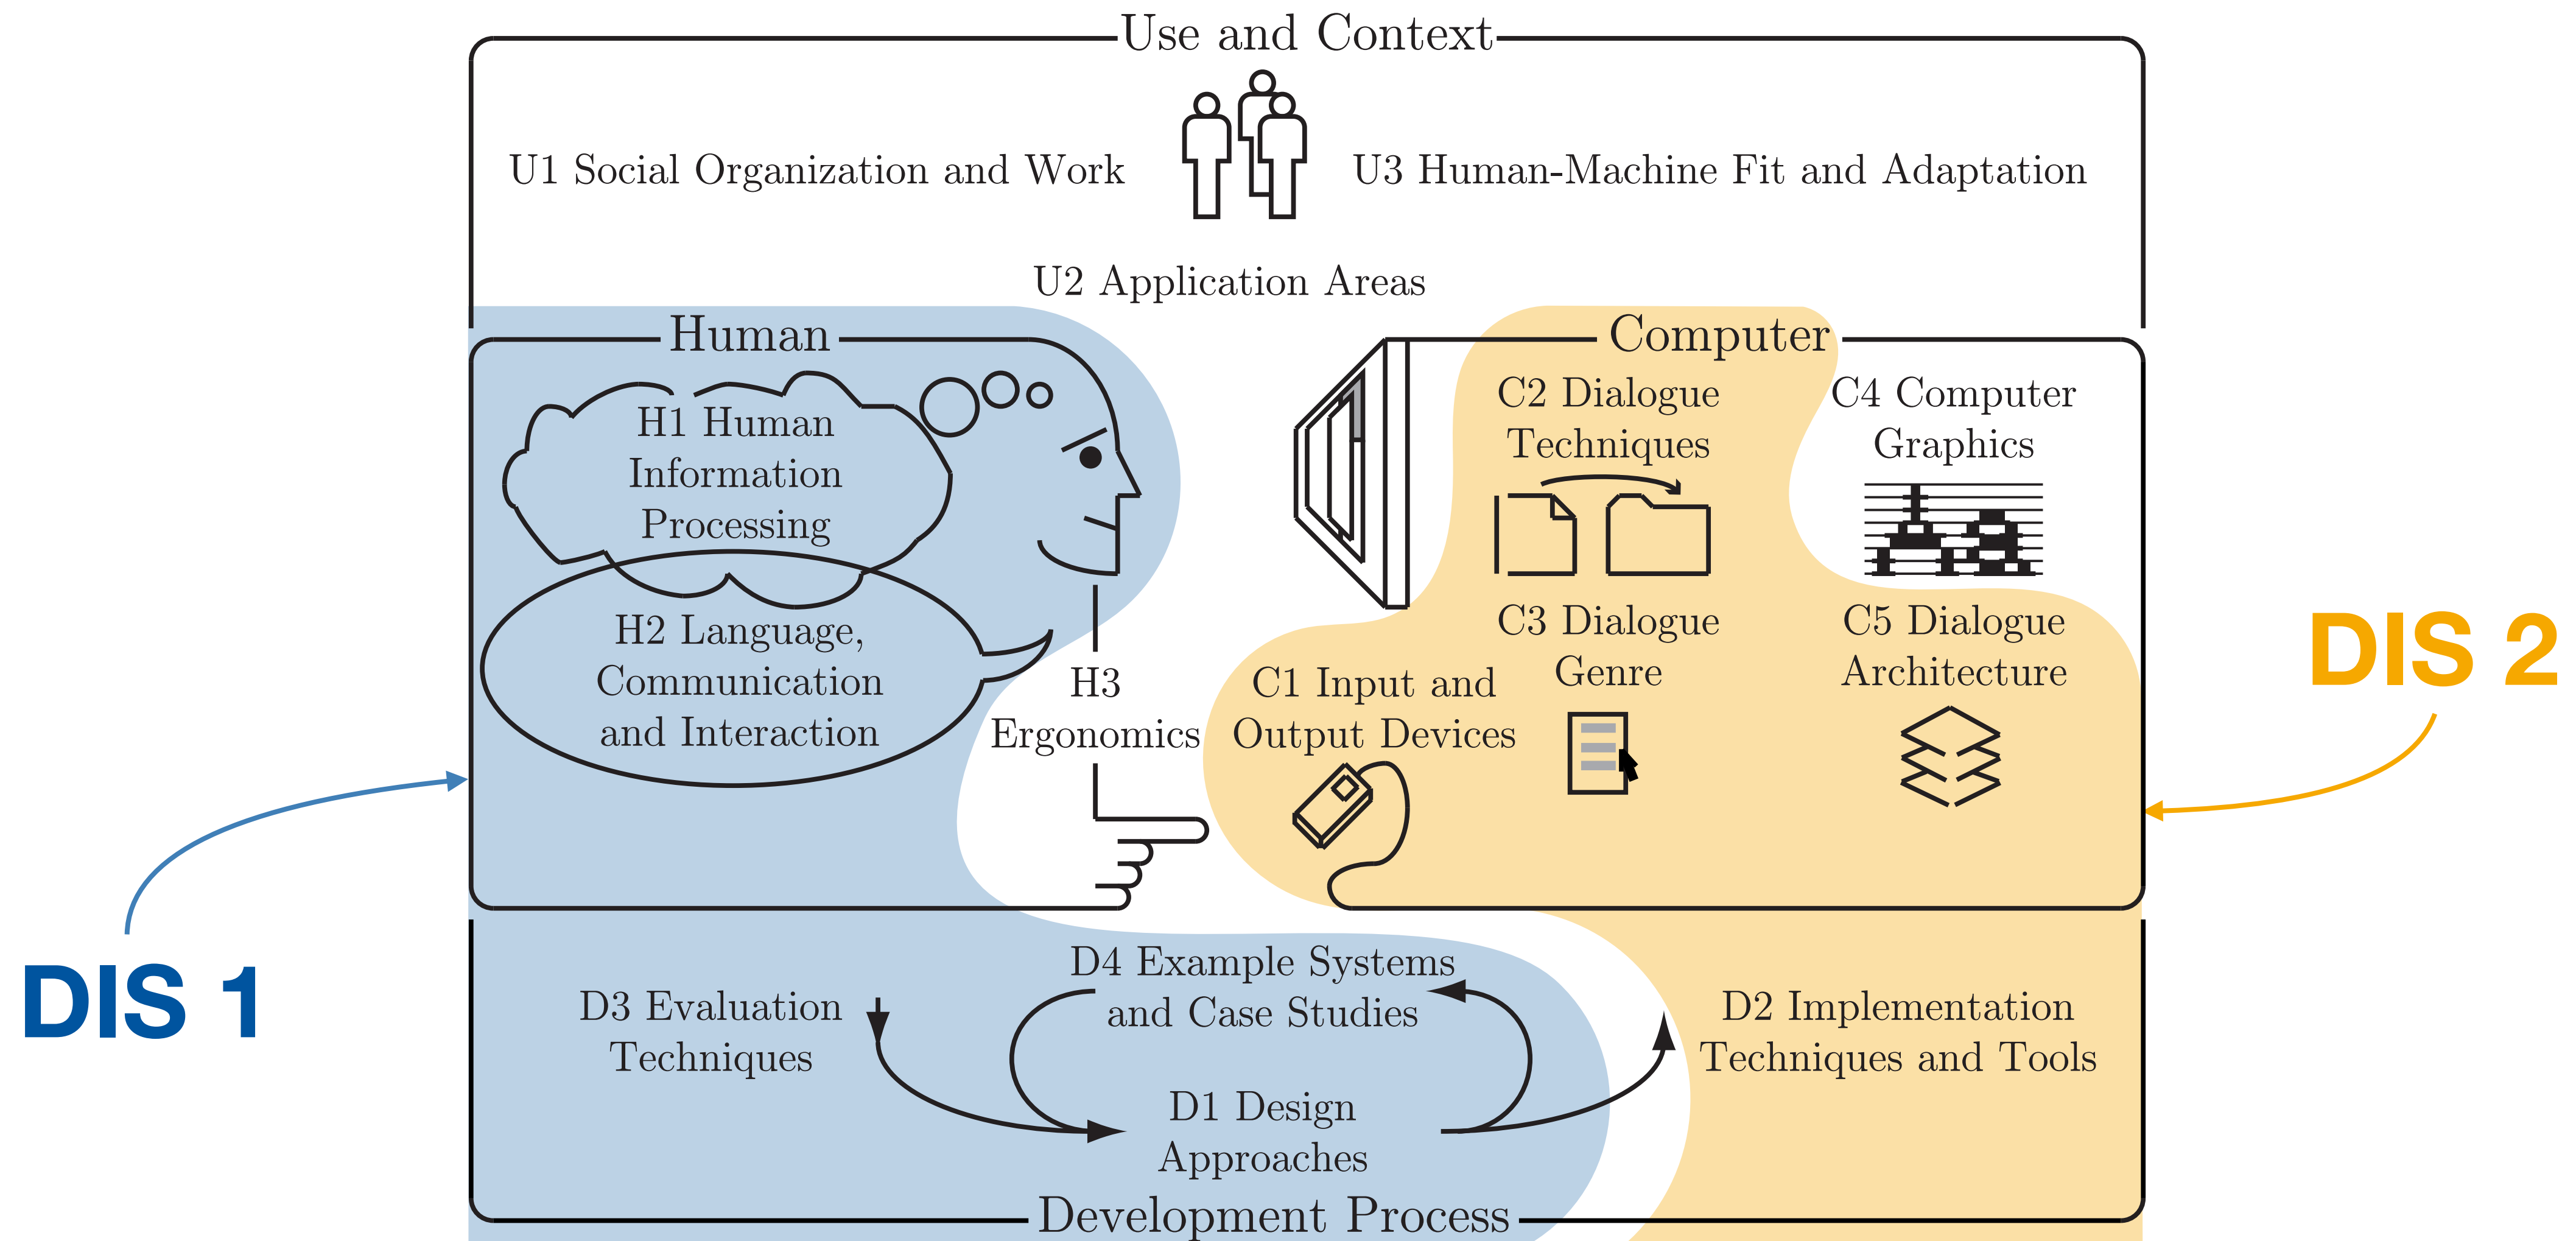 Use and Context
U1 Social Organization and Work
U3 Human-Machine Fit and Adaptation
U2 Application Areas
Human
H1 Human
Information
Processing
H2 Language,
Communication
and Interaction
H3
Ergonomics
Computer
C2 Dialogue
Techniques
C4 Computer
Graphics
C3 Dialogue
Genre
C5 Dialogue
Architecture
C1 Input and
Output Devices
DIS 1
DIS 2
D3 Evaluation
Techniques
D4 Example Systems
and Case Studies
D1 Design
Approaches
D2 Implementation
Techniques and Tools
Development Process